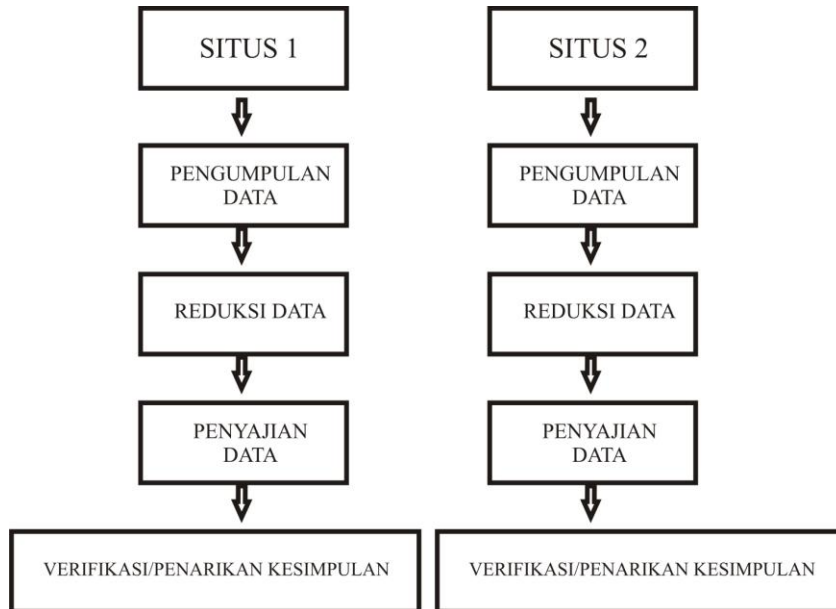 SITUS 1
PENGUMPULAN
DATA
REDUKSI DATA
PENYAJIAN
DATA
VERIFIKASI/PENARIKAN KESIMPULAN
SITUS 2
PENGUMPULAN
DATA
REDUKSI DATA
PENYAJIAN
DATA
VERIFIKASI/PENARIKAN KESIMPULAN